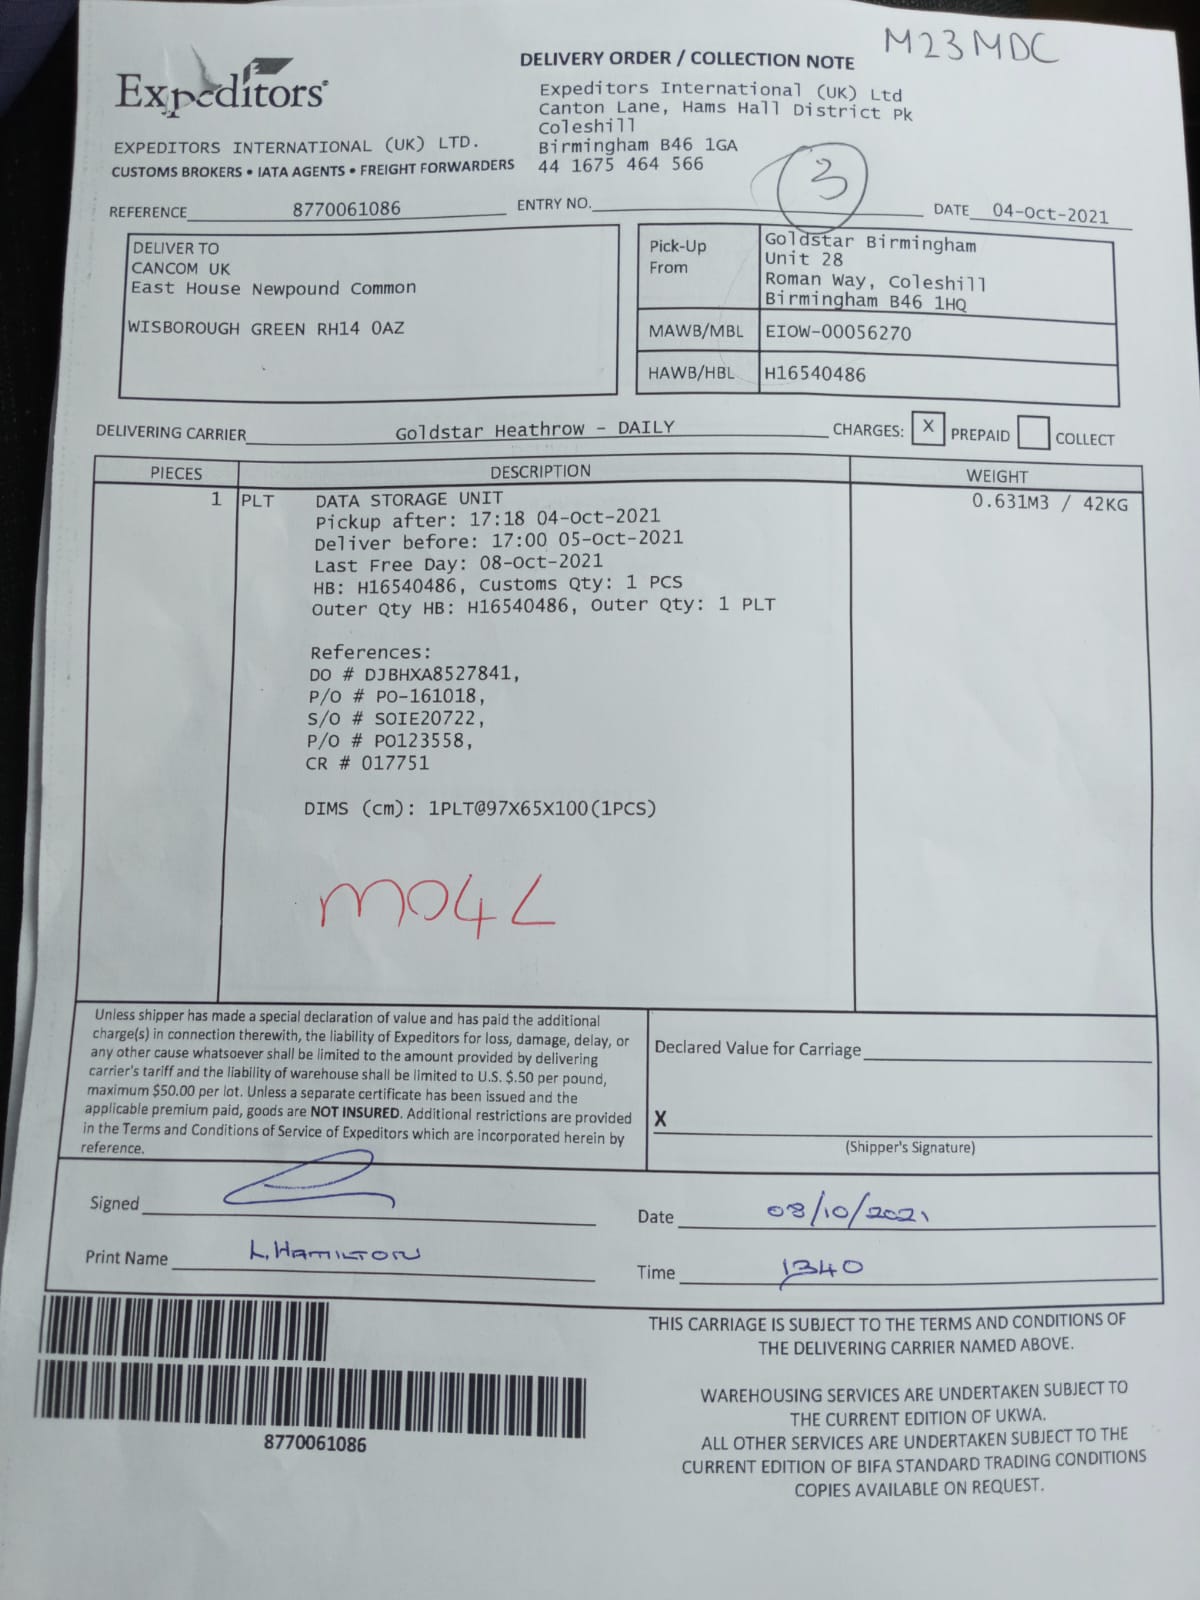 M23MDC
Expeditors
DELIVERY ORDER / COLLECTION NOTE
Expeditors International (UK) Ltd
Canton Lane, Hams Hall District Pk
Coleshill
Birmingham B46 1GA
44 1675 464 566
EXPEDITORS INTERNATIONAL (UK) LTD.
CUSTOMS BROKERS • IATA AGENTS • FREIGHT FORWARDERS
3
REFERENCE 8770061086 ENTRY NO. DATE 04-Oct-2021
DELIVER TO
CANCOM UK
East House Newpound Common
WISBOROUGH GREEN RH14 0AZ
Pick-Up From
Goldstar Birmingham
Unit 28
Roman Way, Coleshill
Birmingham B46 1HQ
MAWB/MBL EIOW-00056270
HAWB/HBL H16540486
DELIVERING CARRIER Goldstar Heathrow - DAILY CHARGES: X PREPAID COLLECT
PIECES DESCRIPTION WEIGHT
1 PLT DATA STORAGE UNIT 0.631M3 / 42KG
Pickup after: 17:18 04-Oct-2021
Deliver before: 17:00 05-Oct-2021
Last Free Day: 08-Oct-2021
HB: H16540486, Customs Qty: 1 PCS
Outer Qty HB: H16540486, Outer Qty: 1 PLT
References:
DO # DJBHXA8527841,
P/O # PO-161018,
S/O # SOIE20722,
P/O # PO123558,
CR # 017751
DIMS (cm): 1PLT@97X65X100(1PCS)
MO4L
Unless shipper has made a special declaration of value and has paid the additional
charge(s) in connection therewith, the liability of Expeditors for loss, damage, delay, or
any other cause whatsoever shall be limited to the amount provided by delivering
carrier's tariff and the liability of warehouse shall be limited to U.S. $.50 per pound,
maximum $50.00 per lot. Unless a separate certificate has been issued and the
applicable premium paid, goods are NOT INSURED. Additional restrictions are provided
in the Terms and Conditions of Service of Expeditors which are incorporated herein by
reference.
Declared Value for Carriage
X
(Shipper's Signature)
Signed
Date 08/10/2021
Print Name L. HAMILTON
Time 1340
8770061086
THIS CARRIAGE IS SUBJECT TO THE TERMS AND CONDITIONS OF
THE DELIVERING CARRIER NAMED ABOVE.
WAREHOUSING SERVICES ARE UNDERTAKEN SUBJECT TO
THE CURRENT EDITION OF UKWA.
ALL OTHER SERVICES ARE UNDERTAKEN SUBJECT TO THE
CURRENT EDITION OF BIFA STANDARD TRADING CONDITIONS
COPIES AVAILABLE ON REQUEST.